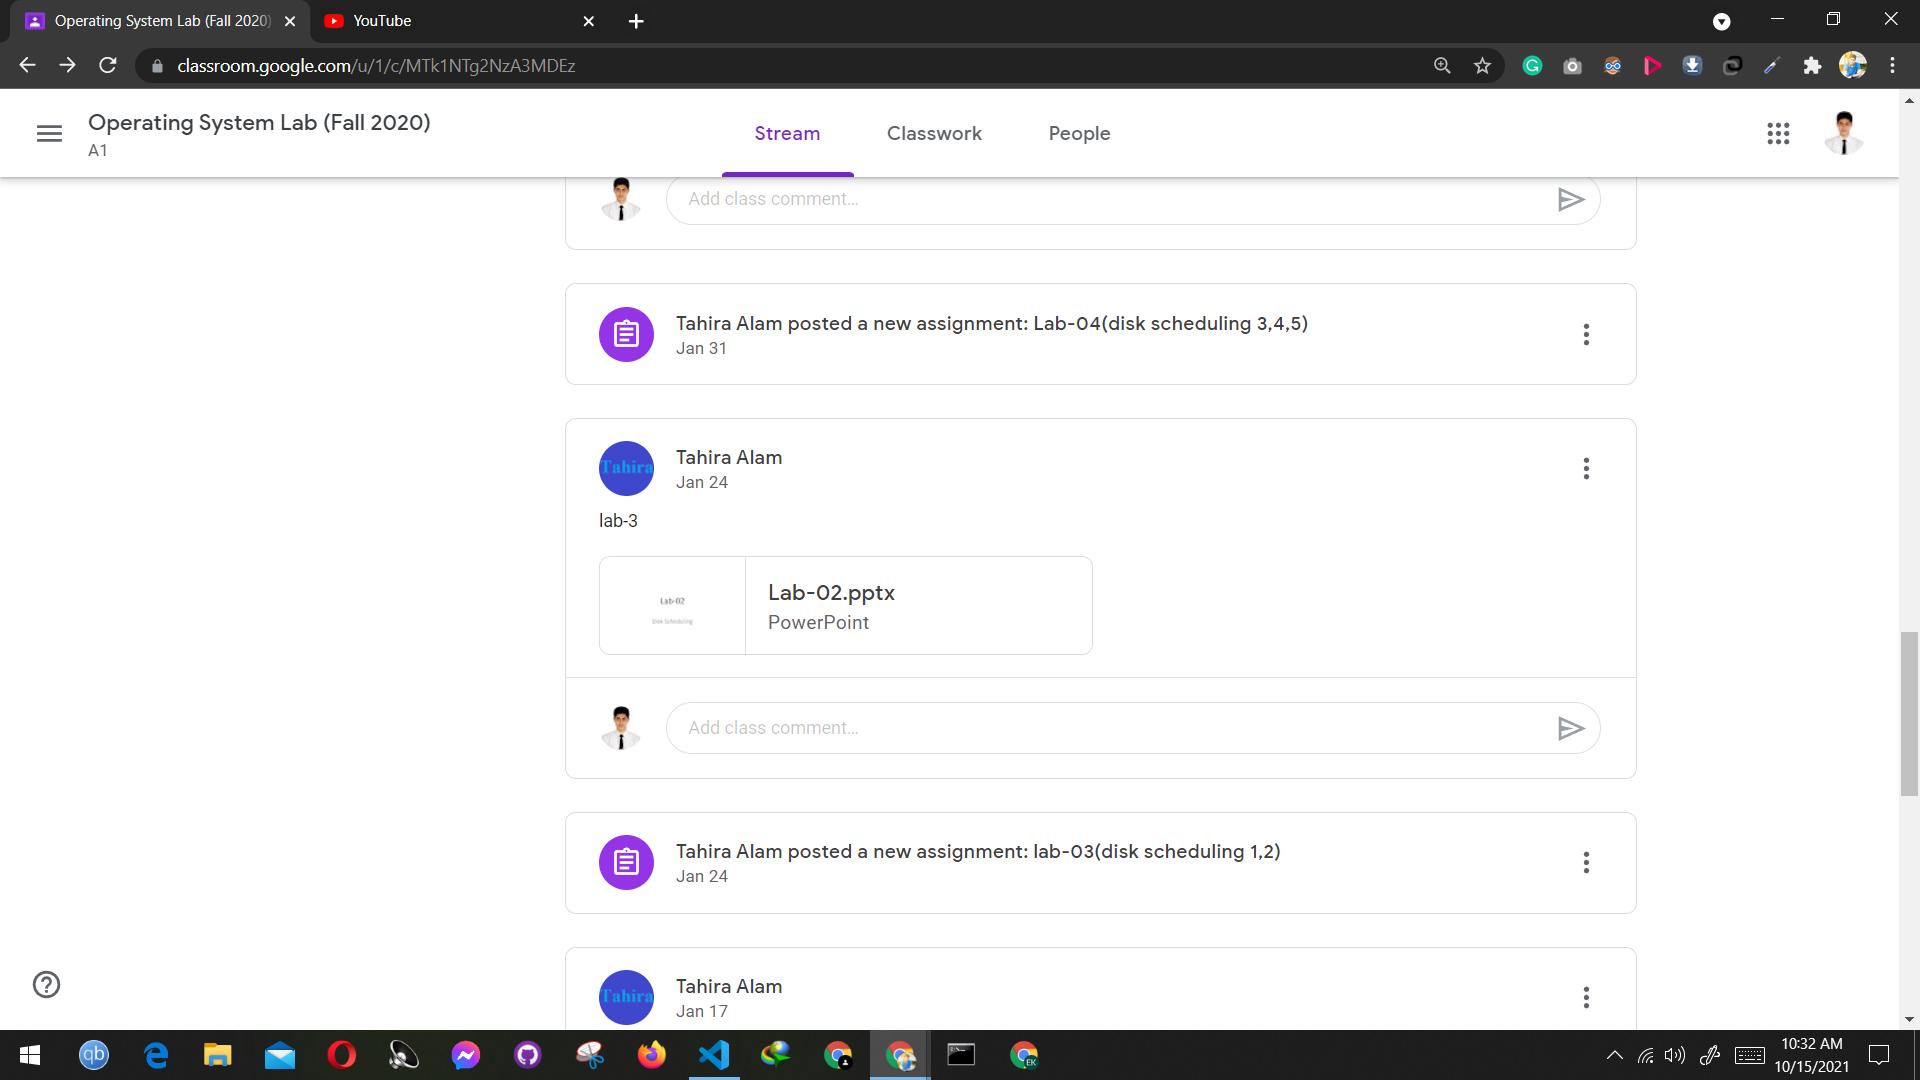 Operating System Lab (Fall 2020)
YouTube
classroom.google.com/u/1/c/MTk1NTg2NzA3MDEz
Operating System Lab (Fall 2020)
A1
Stream
Classwork
People
Add class comment...
Tahira Alam posted a new assignment: Lab-04(disk scheduling 3,4,5)
Jan 31
Tahira
Tahira Alam
Jan 24
lab-3
Lab-02
Disk Scheduling
Lab-02.pptx
PowerPoint
Add class comment...
Tahira Alam posted a new assignment: lab-03(disk scheduling 1,2)
Jan 24
Tahira
Tahira Alam
Jan 17
qb
EK
10:32 AM
10/15/2021